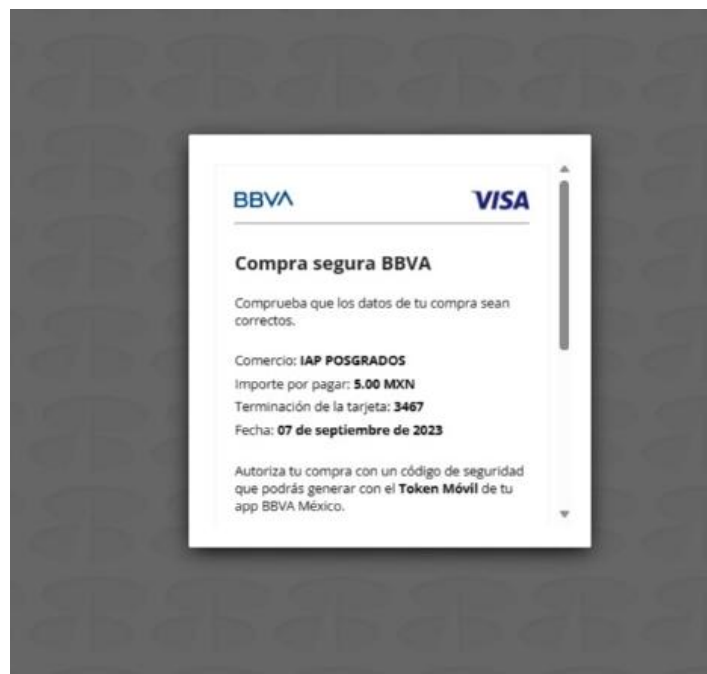 BBVA VISA
Compra segura BBVA
Comprueba que los datos de tu compra sean
correctos.
Comercio: IAP POSGRADOS
Importe por pagar: 5.00 MXN
Terminación de la tarjeta: 3467
Fecha: 07 de septiembre de 2023
Autoriza tu compra con un código de seguridad
que podrás generar con el Token Móvil de tu
app BBVA México.